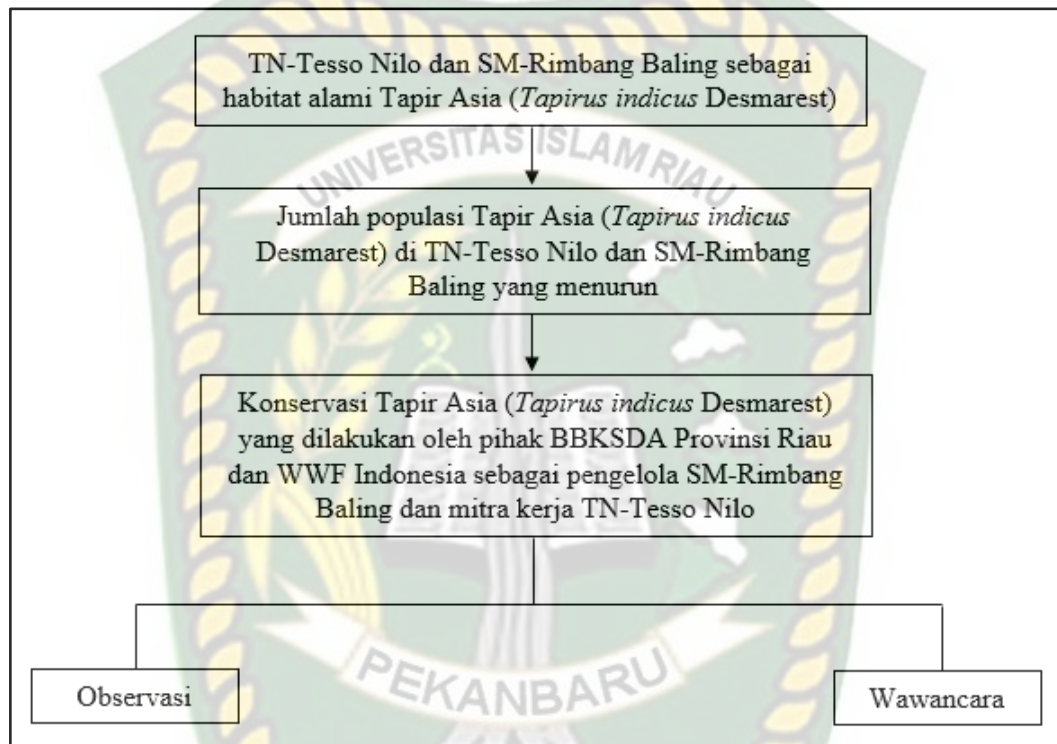 TN-Tesso Nilo dan SM-Rimbang Baling sebagai
habitat alami Tapir Asia (Tapirus indicus Desmarest)
UNIVERSITAS ISLAM RIAU
Jumlah populasi Tapir Asia (Tapirus indicus
Desmarest) di TN-Tesso Nilo dan SM-Rimbang
Baling yang menurun
Konservasi Tapir Asia (Tapirus indicus Desmarest)
yang dilakukan oleh pihak BBKSDA Provinsi Riau
dan WWF Indonesia sebagai pengelola SM-Rimbang
Baling dan mitra kerja TN-Tesso Nilo
PEKANBARU
Observasi
Wawancara